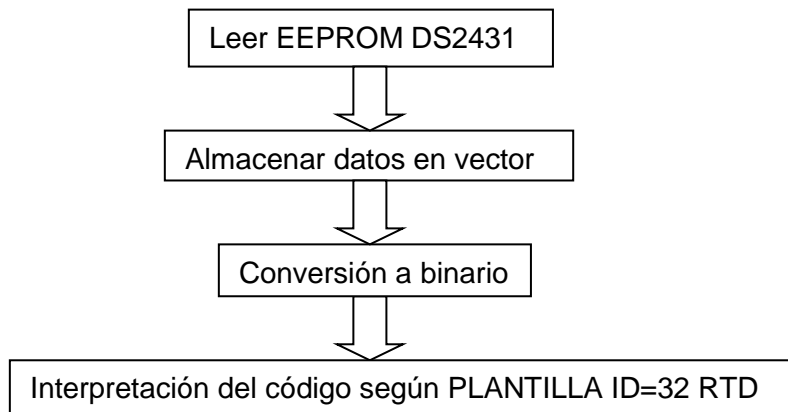 Leer EEPROM DS2431
Almacenar datos en vector
Conversión a binario
Interpretación del código según PLANTILLA ID=32 RTD